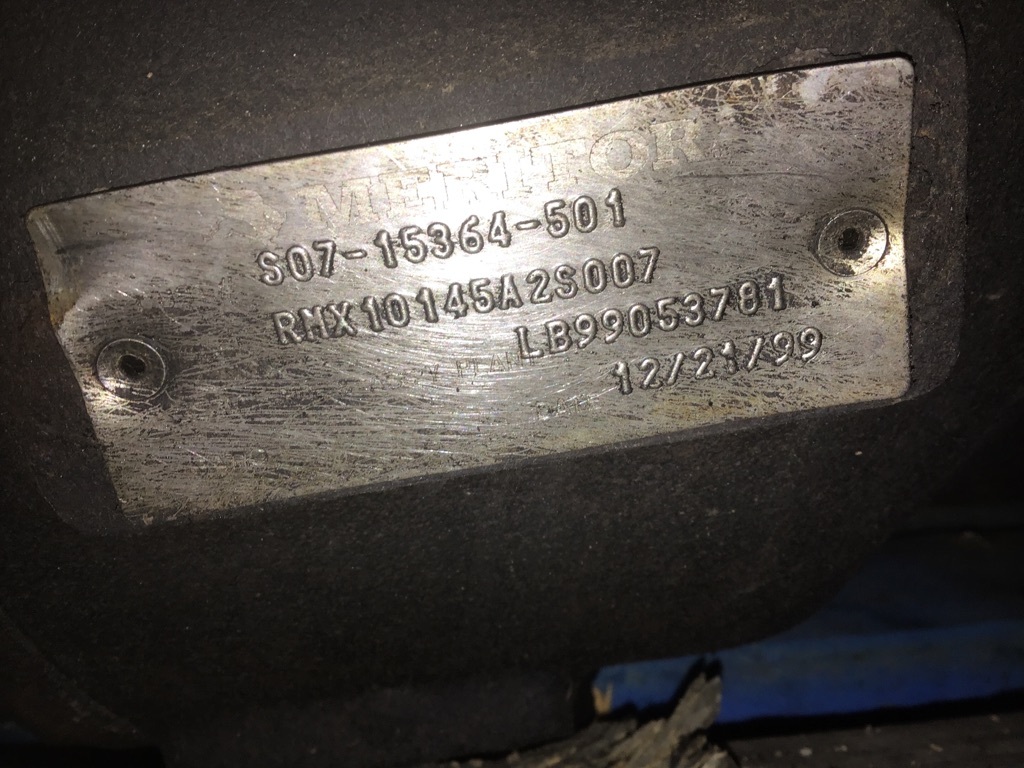 MERITOR
S07-15364-501
RMX10145A2S007
LB99053781
12/21/99